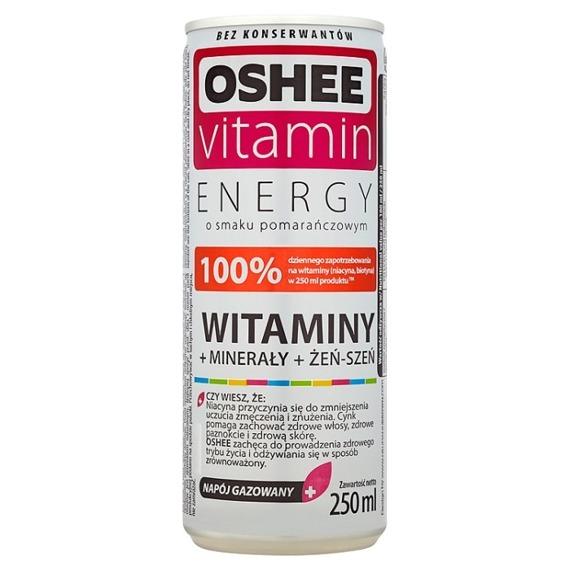 BEZ KONSERWANTÓW
OSHEE
vitamin
ENERGY
o smaku pomarańczowym
100%
dziennego zapotrzebowania
na witaminy (niacyna, biotyna)
w 250 ml produktu
WITAMINY
+ MINERAŁY + ŻEŃ-SZEŃ
CZY WIESZ, ŻE:
Niacyna przyczynia się do zmniejszenia
uczucia zmęczenia i znużenia. Cynk
pomaga zachować zdrowe włosy, zdrowe
paznokcie i zdrową skórę.
OSHEE zachęca do prowadzenia zdrowego
trybu życia i odżywiania się w sposób
zrównoważony.
NAPÓJ GAZOWANY
Zawartość netto
250 ml